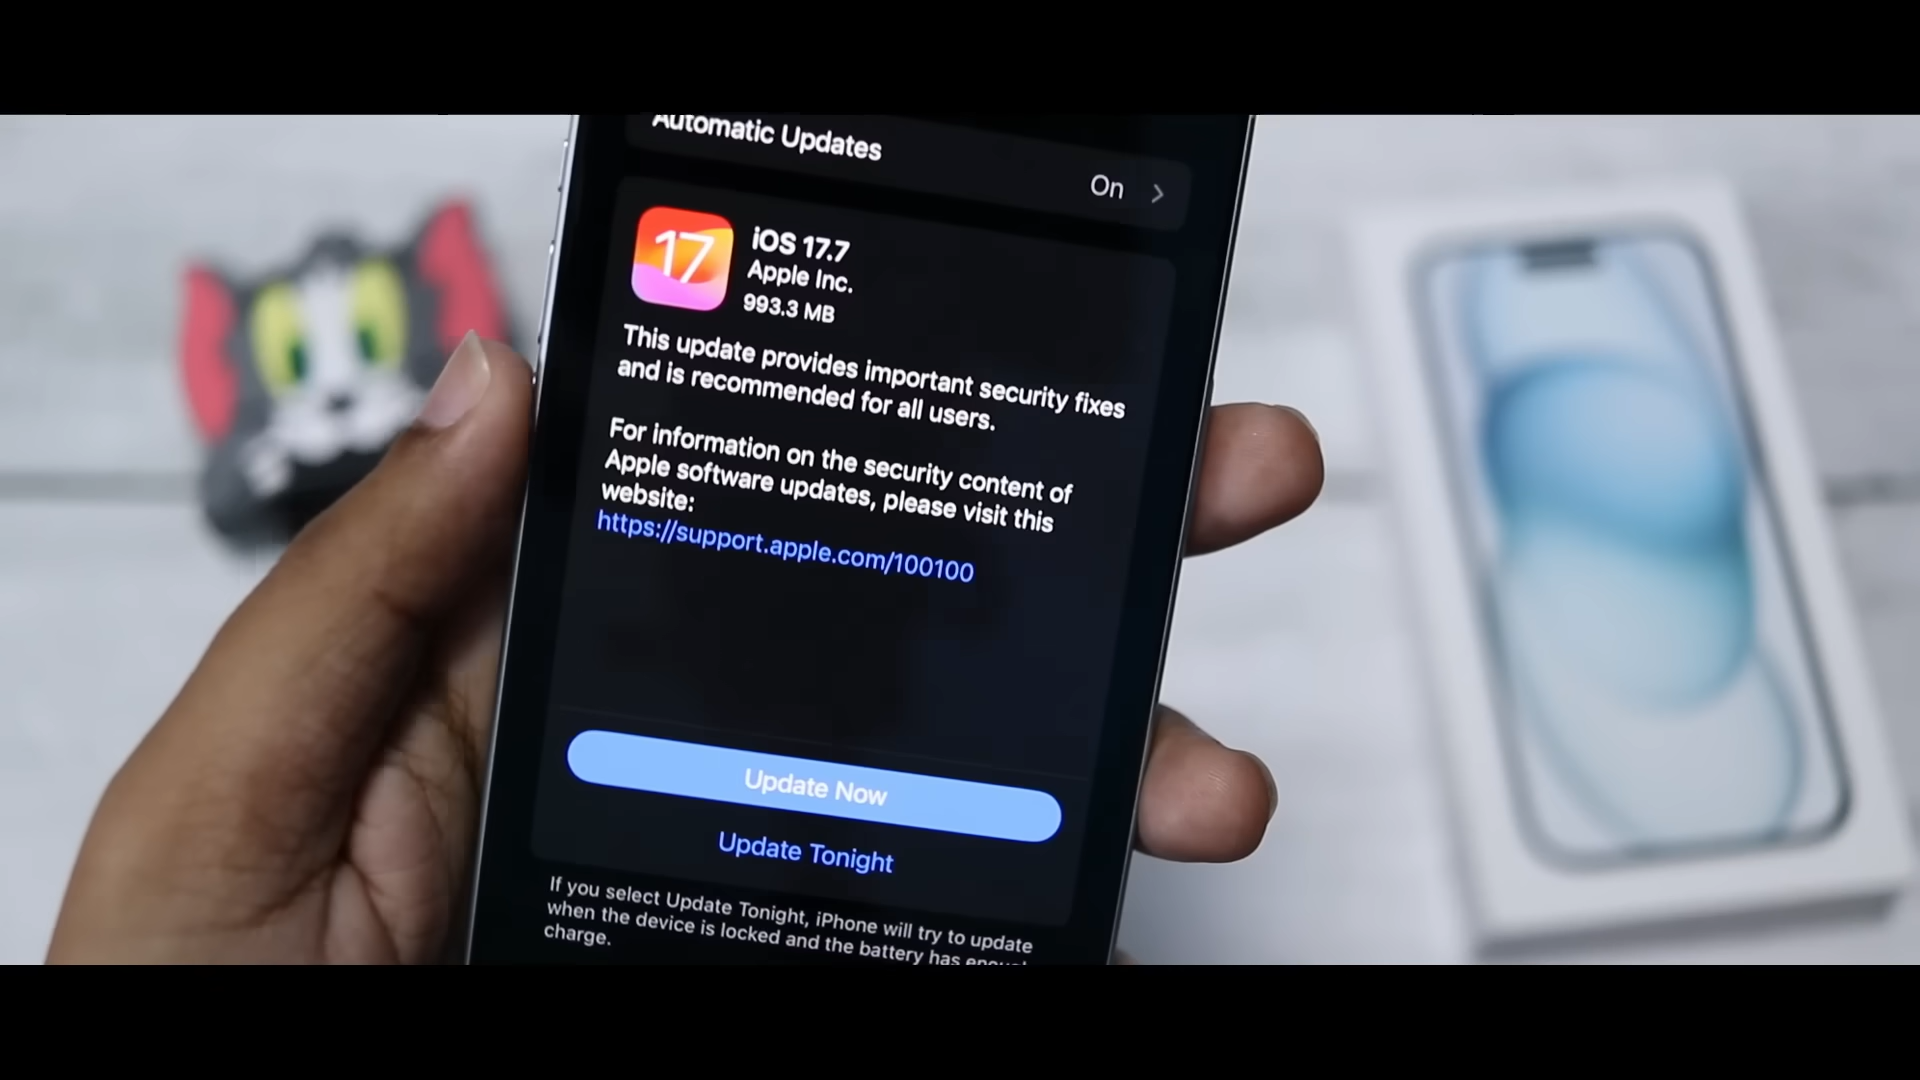 Automatic Updates
On
17
iOS 17.7
Apple Inc.
993.3 MB
This update provides important security fixes
and is recommended for all users.
For information on the security content of
Apple software updates, please visit this
website:
https://support.apple.com/100100
Update Now
Update Tonight
If you select Update Tonight, iPhone will try to update
when the device is locked and the battery has enough
charge.